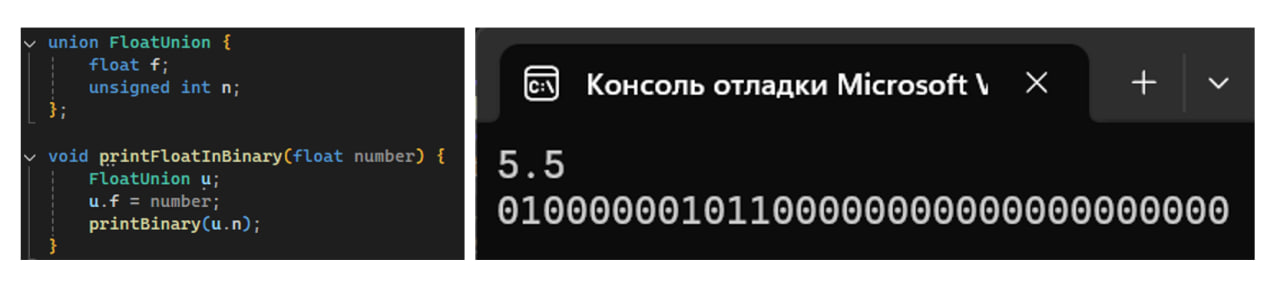 union FloatUnion {
float f;
unsigned int n;
};
void printFloatInBinary(float number) {
FloatUnion u;
u.f = number;
printBinary(u.n);
}
Консоль отладки Microsoft V
5.5
01000000101100000000000000000000